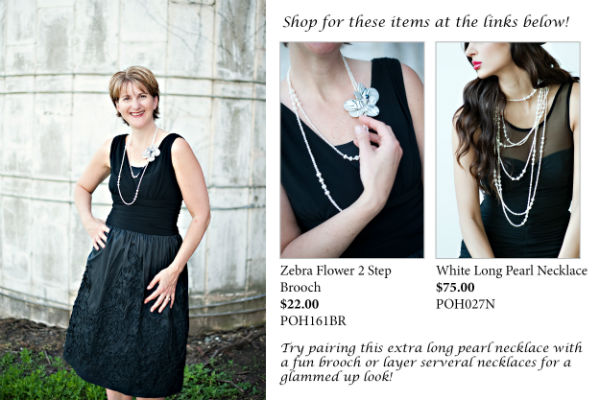 Shop for these items at the links below!
Zebra Flower 2 Step
Brooch
$22.00
POH161BR
White Long Pearl Necklace
$75.00
POH027N
Try pairing this extra long pearl necklace with
a fun brooch or layer serveral necklaces for a
glammed up look!